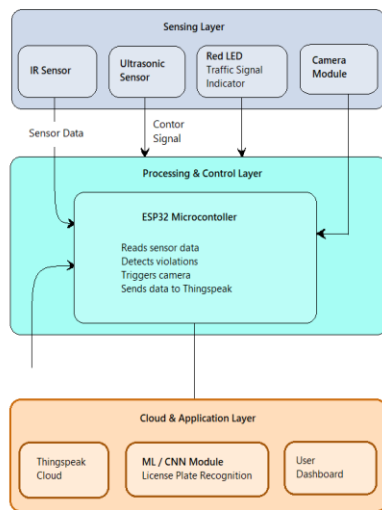 Sensing Layer
IR Sensor
Ultrasonic
Sensor
Red LED
Traffic Signal
Indicator
Camera
Module
Sensor Data
Contor
Signal
Processing & Control Layer
ESP32 Microcontoller
Reads sensor data
Detects violations
Triggers camera
Sends data to Thingspeak
Cloud & Application Layer
Thingspeak
Cloud
ML / CNN Module
License Plate Recognition
User
Dashboard